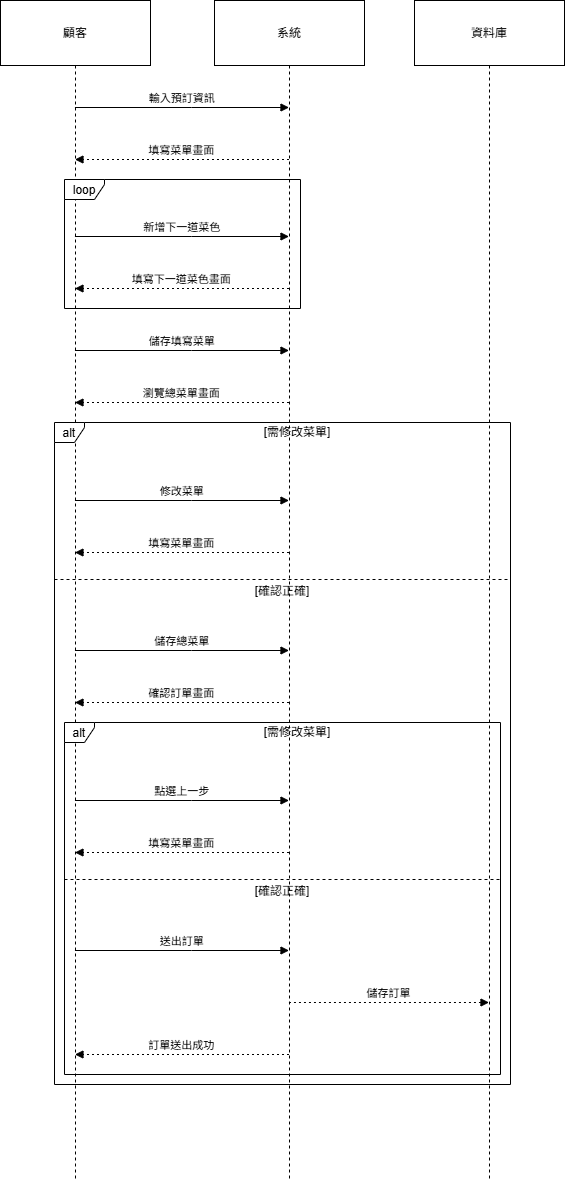 顧客
系統
資料庫
輸入預訂資訊
填寫菜單畫面
loop
新增下一道菜色
填寫下一道菜色畫面
儲存填寫菜單
瀏覽總菜單畫面
alt
[需修改菜單]
修改菜單
填寫菜單畫面
[確認正確]
儲存總菜單
確認訂單畫面
alt
[需修改菜單]
點選上一步
填寫菜單畫面
[確認正確]
送出訂單
儲存訂單
訂單送出成功